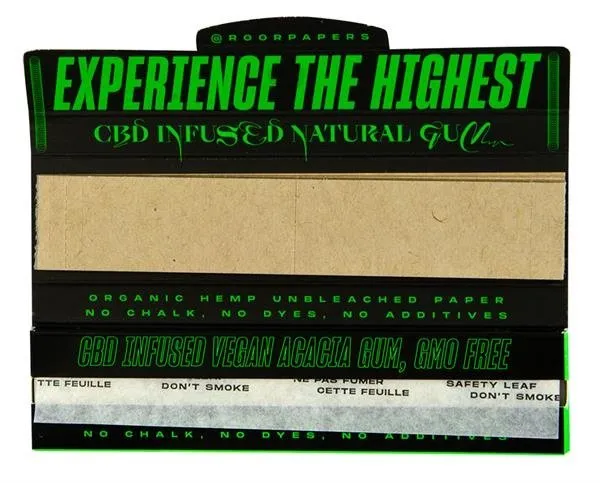 @ROORPAPERS
EXPERIENCE THE HIGHEST
CBD INFUSED NATURAL GUM
ORGANIC HEMP UNBLEACHED PAPER
NO CHALK, NO DYES, NO ADDITIVES
CBD INFUSED VEGAN ACACIA GUM, GMO FREE
TTE FEUILLE DON'T SMOKE NE PAS FUMER SAFETY LEAF
CETTE FEUILLE DON'T SMOKE
NO CHALK, NO DYES, NO ADDITIVES